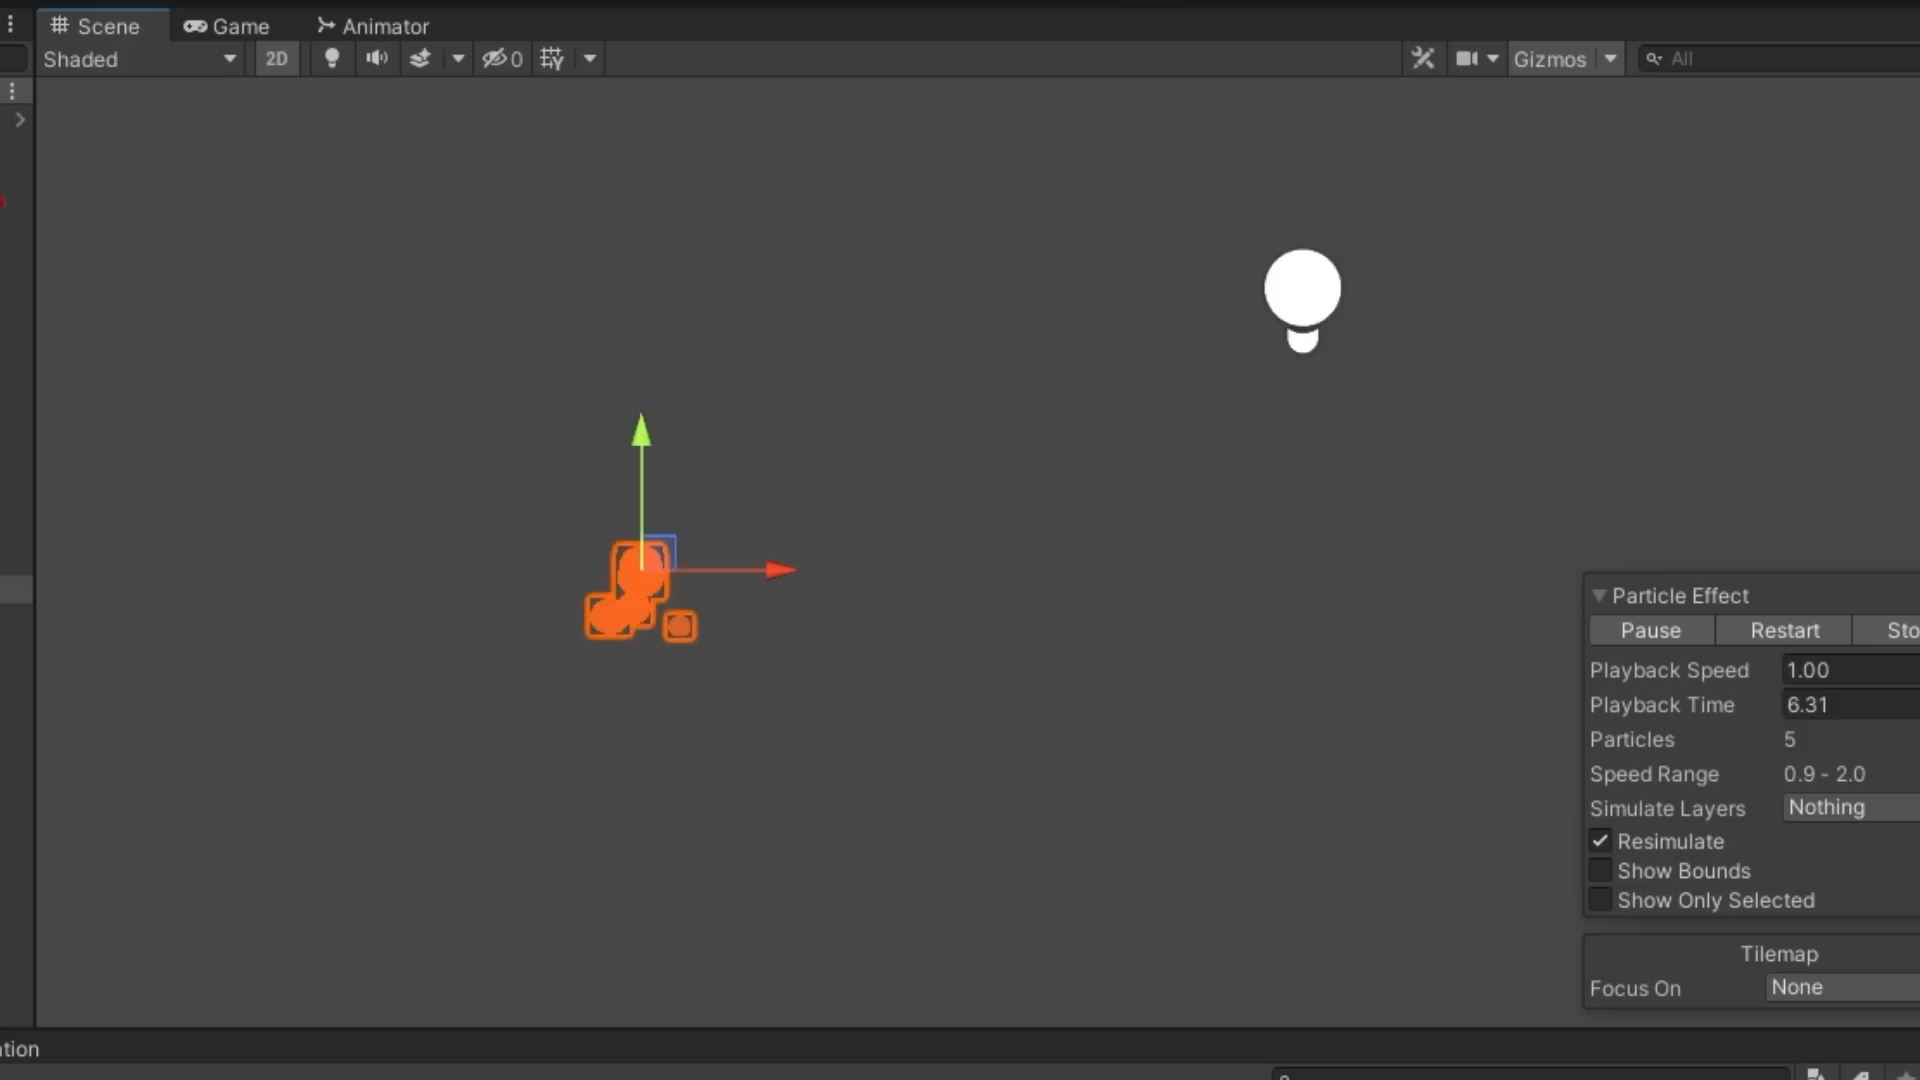 Scene Game Animator
Shaded 2D 0 Gizmos All
Particle Effect
Pause Restart Sto
Playback Speed 1.00
Playback Time 6.31
Particles 5
Speed Range 0.9 - 2.0
Simulate Layers Nothing
Resimulate
Show Bounds
Show Only Selected
Tilemap
Focus On None
ation